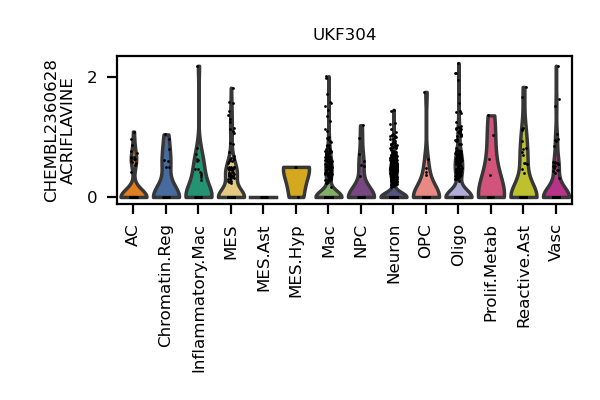 UKF304
CHEMBL2360628
ACRIFLAVINE
2
0
AC
Chromatin.Reg
Inflammatory.Mac
MES
MES.Ast
MES.Hyp
Mac
NPC
Neuron
OPC
Oligo
Prolif.Metab
Reactive.Ast
Vasc